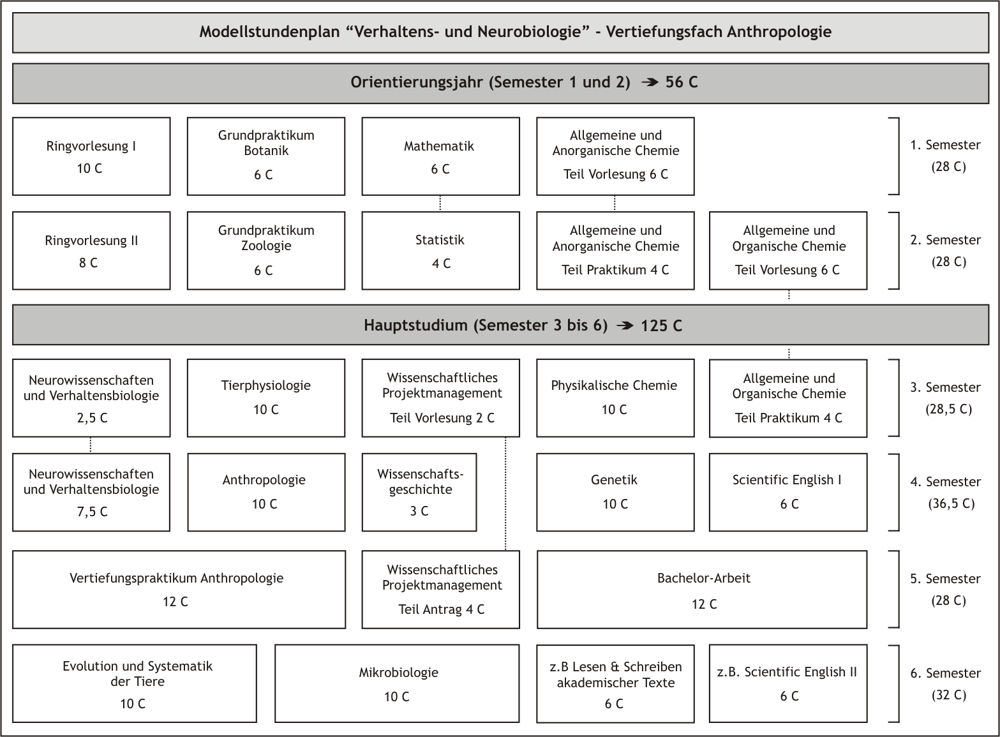 Modellstundenplan “Verhaltens- und Neurobiologie” - Vertiefungsfach Anthropologie
Orientierungsjahr (Semester 1 und 2) ➔ 56 C
Ringvorlesung I
10 C
Grundpraktikum
Botanik
6 C
Mathematik
6 C
Allgemeine und
Anorganische Chemie
Teil Vorlesung 6 C
1. Semester
(28 C)
Ringvorlesung II
8 C
Grundpraktikum
Zoologie
6 C
Statistik
4 C
Allgemeine und
Anorganische Chemie
Teil Praktikum 4 C
Allgemeine und
Organische Chemie
Teil Vorlesung 6 C
2. Semester
(28 C)
Hauptstudium (Semester 3 bis 6) ➔ 125 C
Neurowissenschaften
und Verhaltensbiologie
2,5 C
Tierphysiologie
10 C
Wissenschaftliches
Projektmanagement
Teil Vorlesung 2 C
Physikalische Chemie
10 C
Allgemeine und
Organische Chemie
Teil Praktikum 4 C
3. Semester
(28,5 C)
Neurowissenschaften
und Verhaltensbiologie
7,5 C
Anthropologie
10 C
Wissenschafts-
geschichte
3 C
Genetik
10 C
Scientific English I
6 C
4. Semester
(36,5 C)
Vertiefungspraktikum Anthropologie
12 C
Wissenschaftliches
Projektmanagement
Teil Antrag 4 C
Bachelor-Arbeit
12 C
5. Semester
(28 C)
Evolution und Systematik
der Tiere
10 C
Mikrobiologie
10 C
z.B Lesen & Schreiben
akademischer Texte
6 C
z.B. Scientific English II
6 C
6. Semester
(32 C)